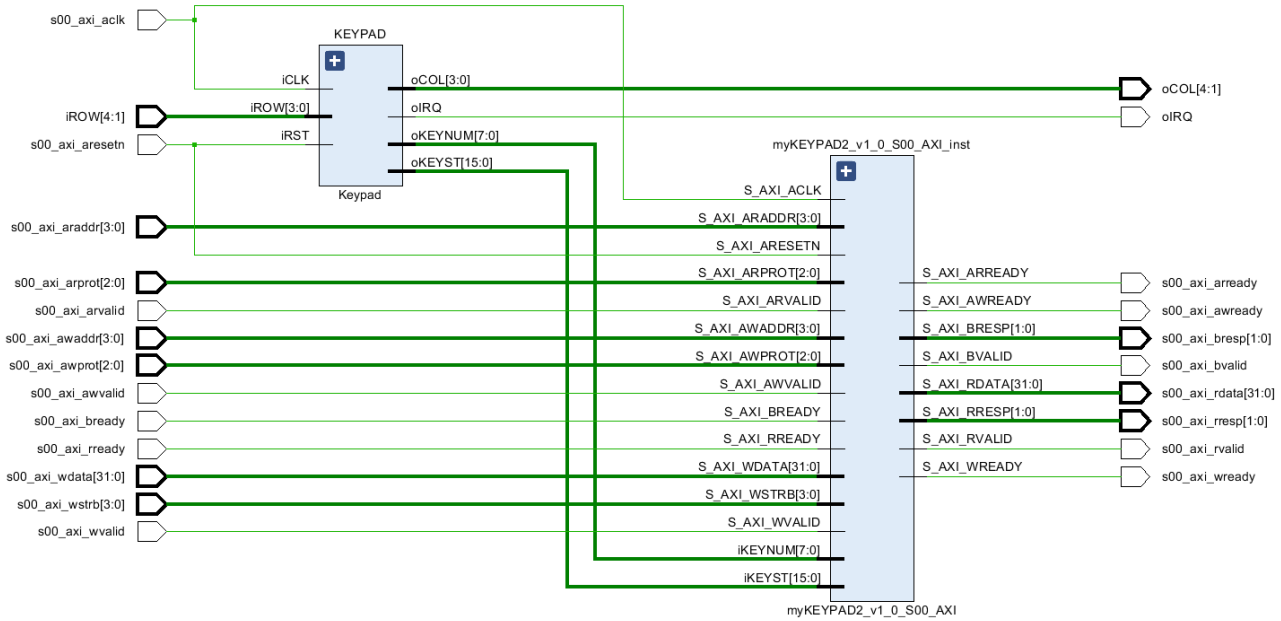 s00_axi_aclk
KEYPAD
iCLK
oCOL[3:0]
oCOL[4:1]
iROW[4:1]
iROW[3:0]
oIRQ
oIRQ
s00_axi_aresetn
iRST
oKEYNUM[7:0]
oKEYST[15:0]
Keypad
myKEYPAD2_v1_0_S00_AXI_inst
S_AXI_ACLK
s00_axi_araddr[3:0]
S_AXI_ARADDR[3:0]
S_AXI_ARESETN
s00_axi_arprot[2:0]
S_AXI_ARPROT[2:0]
S_AXI_ARREADY
s00_axi_arready
s00_axi_arvalid
S_AXI_ARVALID
S_AXI_AWREADY
s00_axi_awready
s00_axi_awaddr[3:0]
S_AXI_AWADDR[3:0]
S_AXI_BRESP[1:0]
s00_axi_bresp[1:0]
s00_axi_awprot[2:0]
S_AXI_AWPROT[2:0]
S_AXI_BVALID
s00_axi_bvalid
s00_axi_awvalid
S_AXI_AWVALID
S_AXI_RDATA[31:0]
s00_axi_rdata[31:0]
s00_axi_bready
S_AXI_BREADY
S_AXI_RRESP[1:0]
s00_axi_rresp[1:0]
s00_axi_rready
S_AXI_RREADY
S_AXI_RVALID
s00_axi_rvalid
s00_axi_wdata[31:0]
S_AXI_WDATA[31:0]
S_AXI_WREADY
s00_axi_wready
s00_axi_wstrb[3:0]
S_AXI_WSTRB[3:0]
s00_axi_wvalid
S_AXI_WVALID
iKEYNUM[7:0]
iKEYST[15:0]
myKEYPAD2_v1_0_S00_AXI